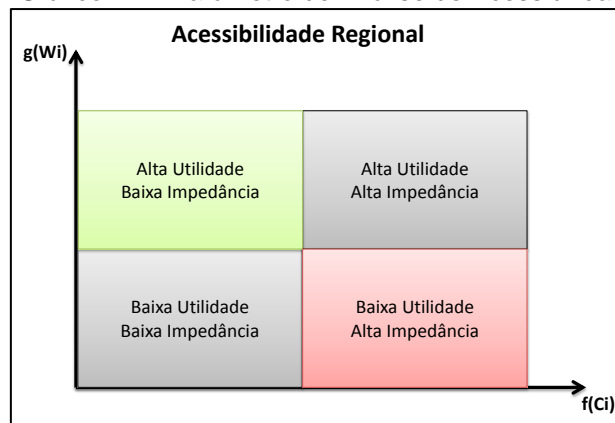 Acessibilidade Regional
g(Wi)
Alta Utilidade
Baixa Impedância
Alta Utilidade
Alta Impedância
Baixa Utilidade
Baixa Impedância
Baixa Utilidade
Alta Impedância
f(Ci)